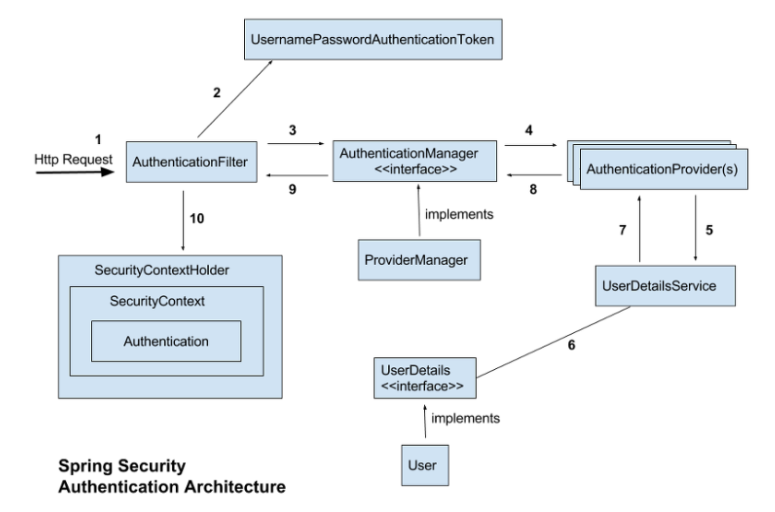 UsernamePasswordAuthenticationToken
2
1
3
4
Http Request
AuthenticationFilter
AuthenticationManager
<<interface>>
AuthenticationProvider(s)
9
8
10
implements
7
5
SecurityContextHolder
ProviderManager
UserDetailsService
SecurityContext
Authentication
6
UserDetails
<<interface>>
implements
User
Spring Security
Authentication Architecture